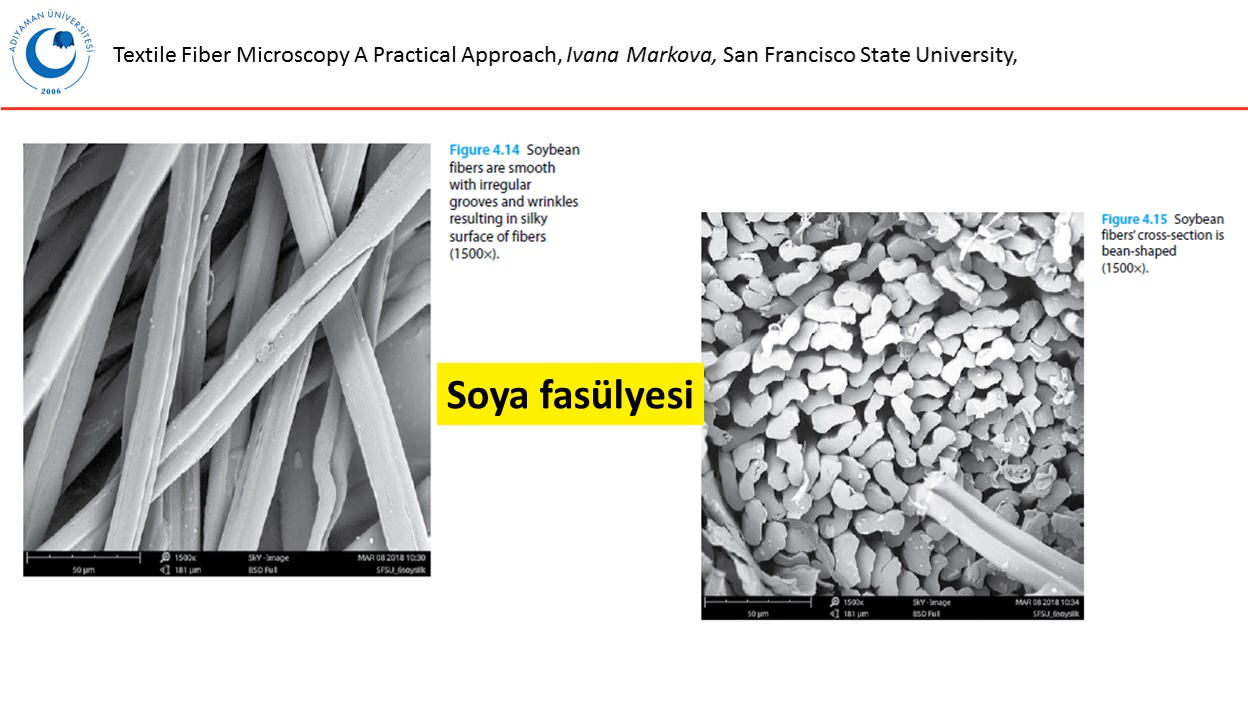 ADIYAMAN ÜNİVERSİTESİ
2006
Textile Fiber Microscopy A Practical Approach, Ivana Markova, San Francisco State University,
Figure 4.14 Soybean
fibers are smooth
with irregular
grooves and wrinkles
resulting in silky
surface of fibers
(1500×).
Figure 4.15 Soybean
fibers' cross-section is
bean-shaped
(1500×).
Soya fasülyesi
50 µm
1500x
181 µm
5kV - Image
BSD Full
MAR 08 2018 10:30
SFSU_6soysilk
50 µm
1500x
181 µm
5kV - Image
BSD Full
MAR 08 2018 10:34
SFSU_6soysilk